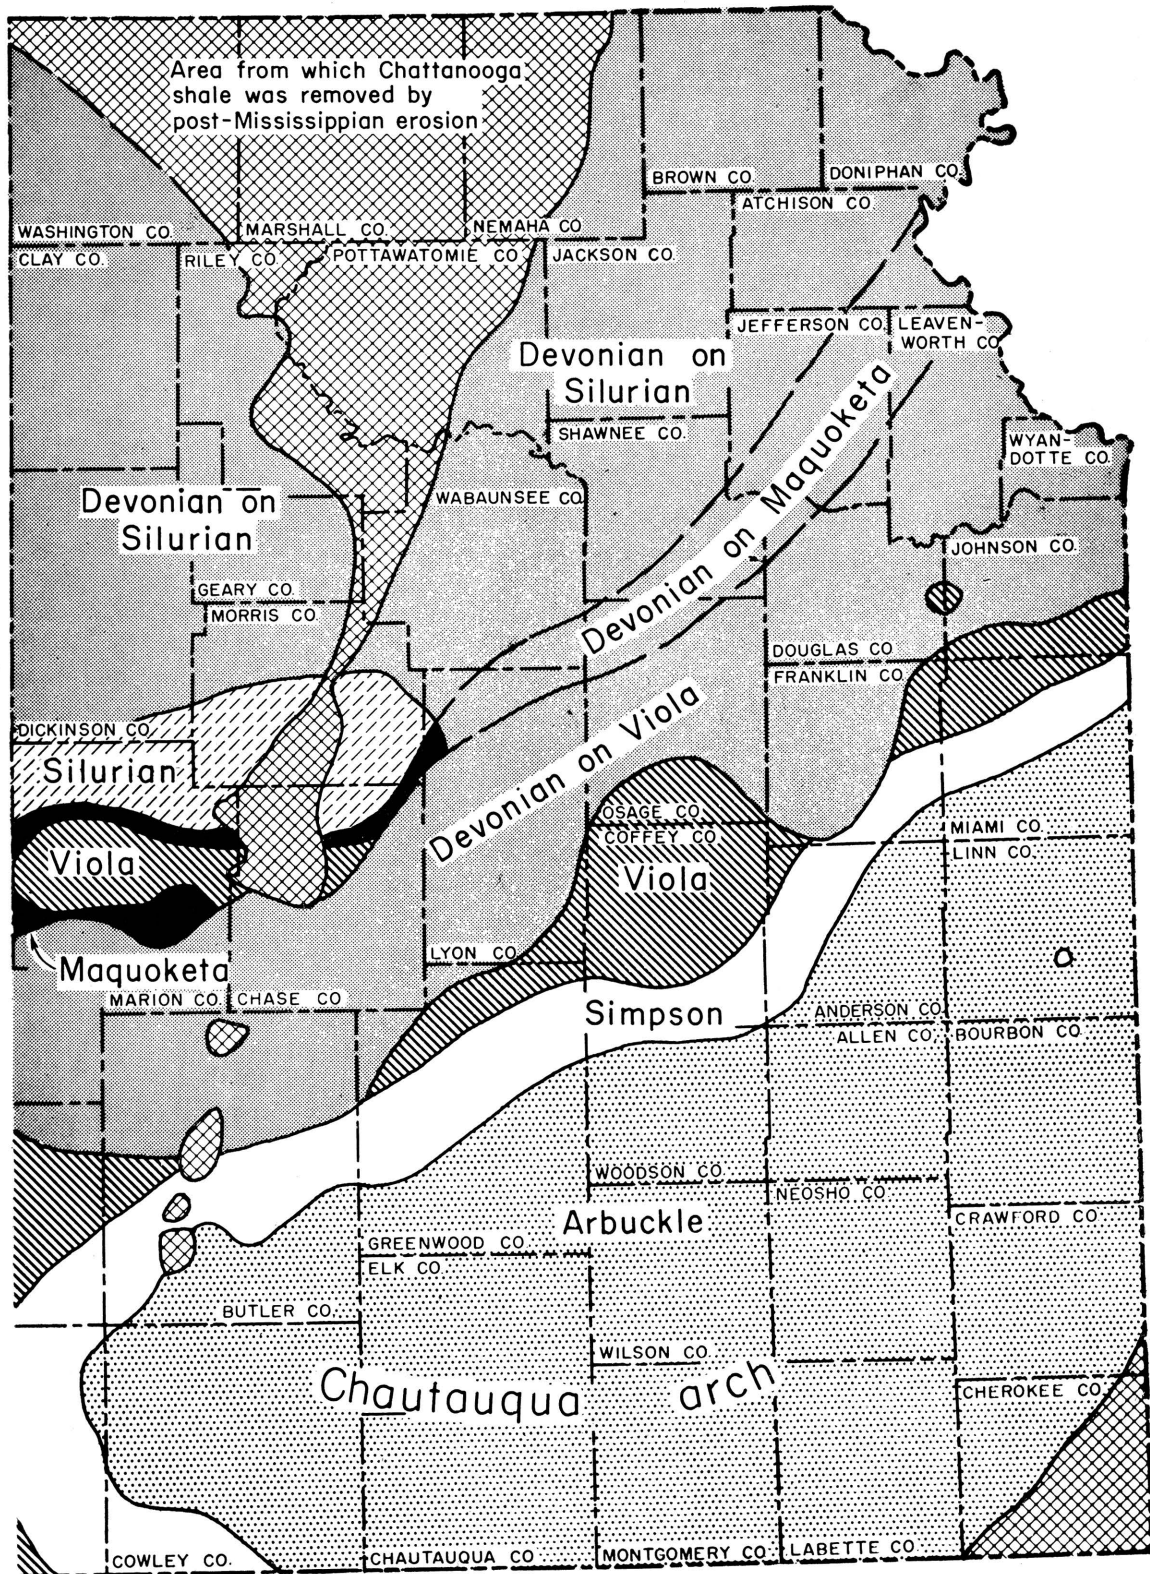 Area from which Chattanooga
shale was removed by
post-Mississippian erosion
BROWN CO.
DONIPHAN CO.
ATCHISON CO.
WASHINGTON CO.
MARSHALL CO.
NEMAHA CO
CLAY CO.
RILEY CO.
POTTAWATOMIE CO
JACKSON CO.
JEFFERSON CO.
LEAVEN-
WORTH CO
Devonian on
Silurian
SHAWNEE CO.
WYAN-
DOTTE CO.
Devonian on Maquoketa
WABAUNSEE CO.
Devonian on
Silurian
JOHNSON CO.
GEARY CO.
MORRIS CO.
DOUGLAS CO
FRANKLIN CO.
DICKINSON CO.
Silurian
Devonian on Viola
OSAGE CO
COFFEY CO.
MIAMI CO.
LINN CO.
Viola
Viola
LYON CO.
Maquoketa
MARION CO.
CHASE CO
Simpson
ANDERSON CO.
ALLEN CO.
BOURBON CO.
WOODSON CO.
NEOSHO CO.
Arbuckle
CRAWFORD CO
GREENWOOD CO.
ELK CO.
BUTLER CO.
WILSON CO.
Chautauqua arch
CHEROKEE CO.
COWLEY CO.
CHAUTAUQUA CO
MONTGOMERY CO.
LABETTE CO.